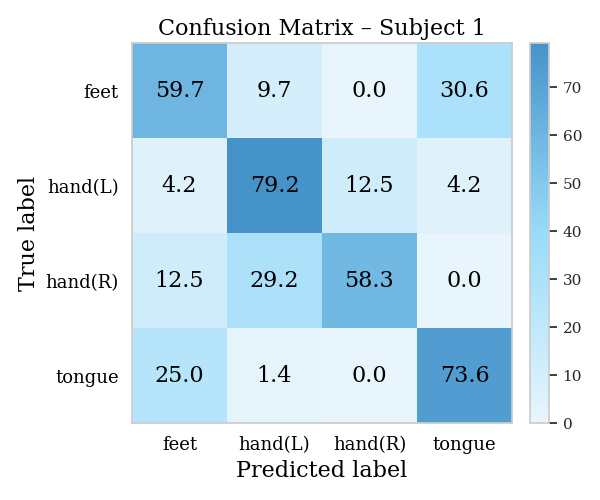 Confusion Matrix – Subject 1
feet 59.7 9.7 0.0 30.6
hand(L) 4.2 79.2 12.5 4.2
hand(R) 12.5 29.2 58.3 0.0
tongue 25.0 1.4 0.0 73.6
feet hand(L) hand(R) tongue
Predicted label
True label
70
60
50
40
30
20
10
0